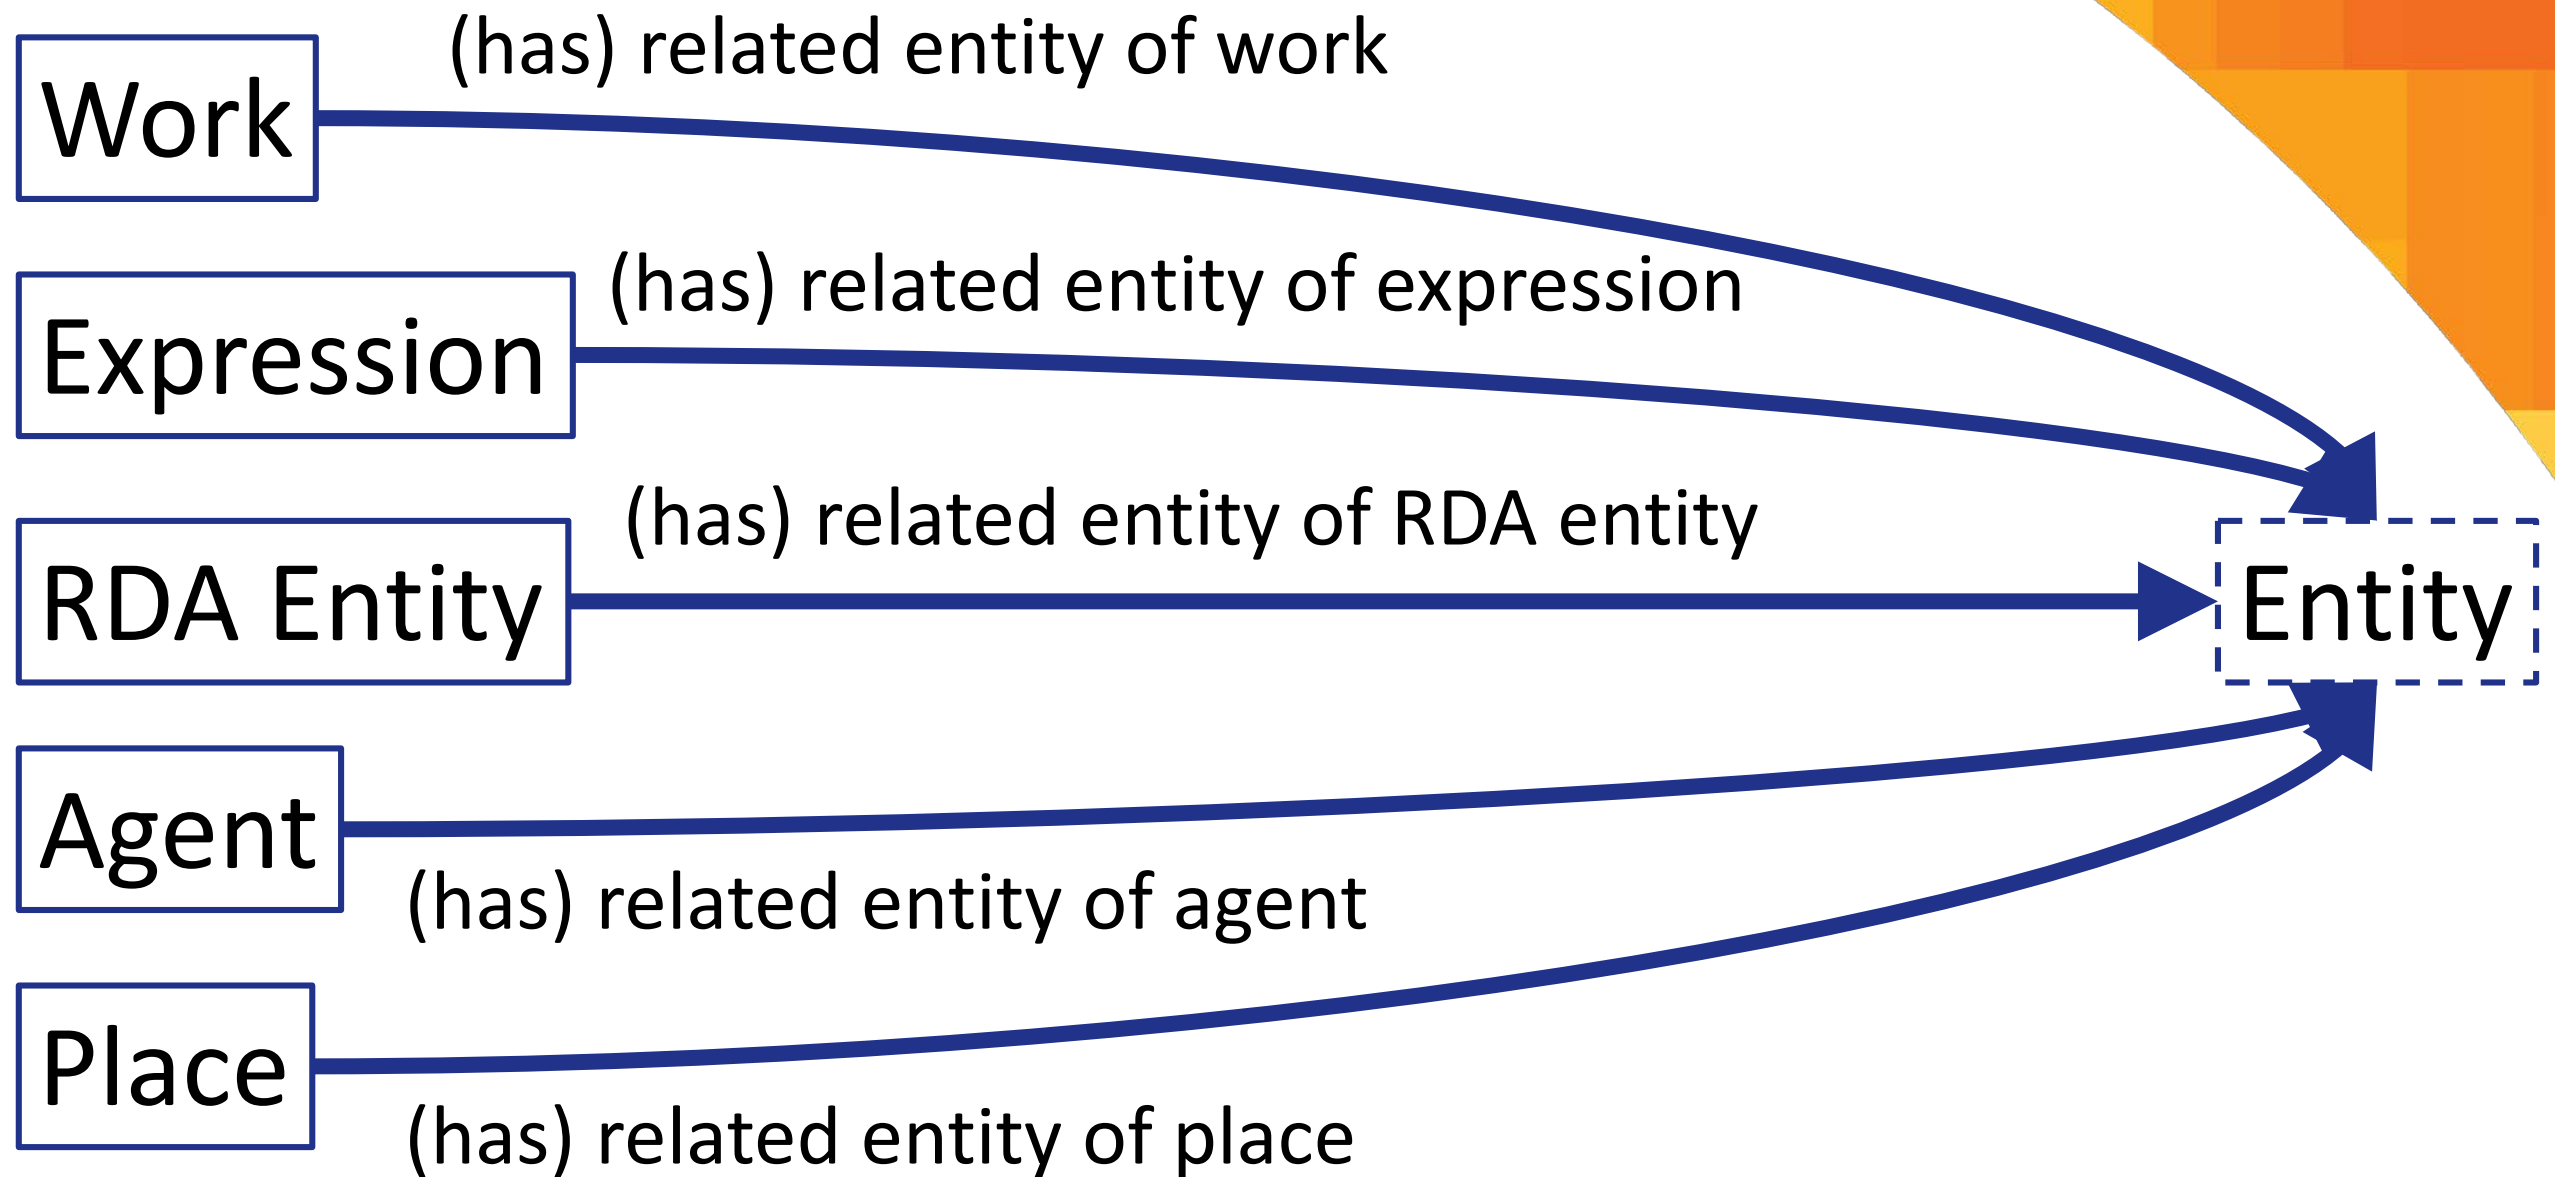 (has) related entity of work
Work
(has) related entity of expression
Expression
(has) related entity of RDA entity
RDA Entity
Entity
Agent
(has) related entity of agent
Place
(has) related entity of place